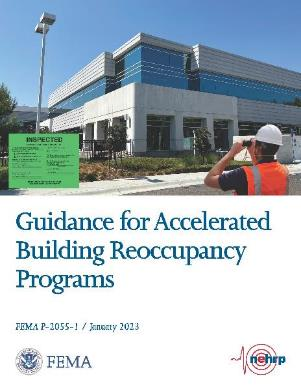 INSPECTED
Guidance for Accelerated
Building Reoccupancy
Programs
FEMA P-2055-1 / January 2023
FEMA
nehrp